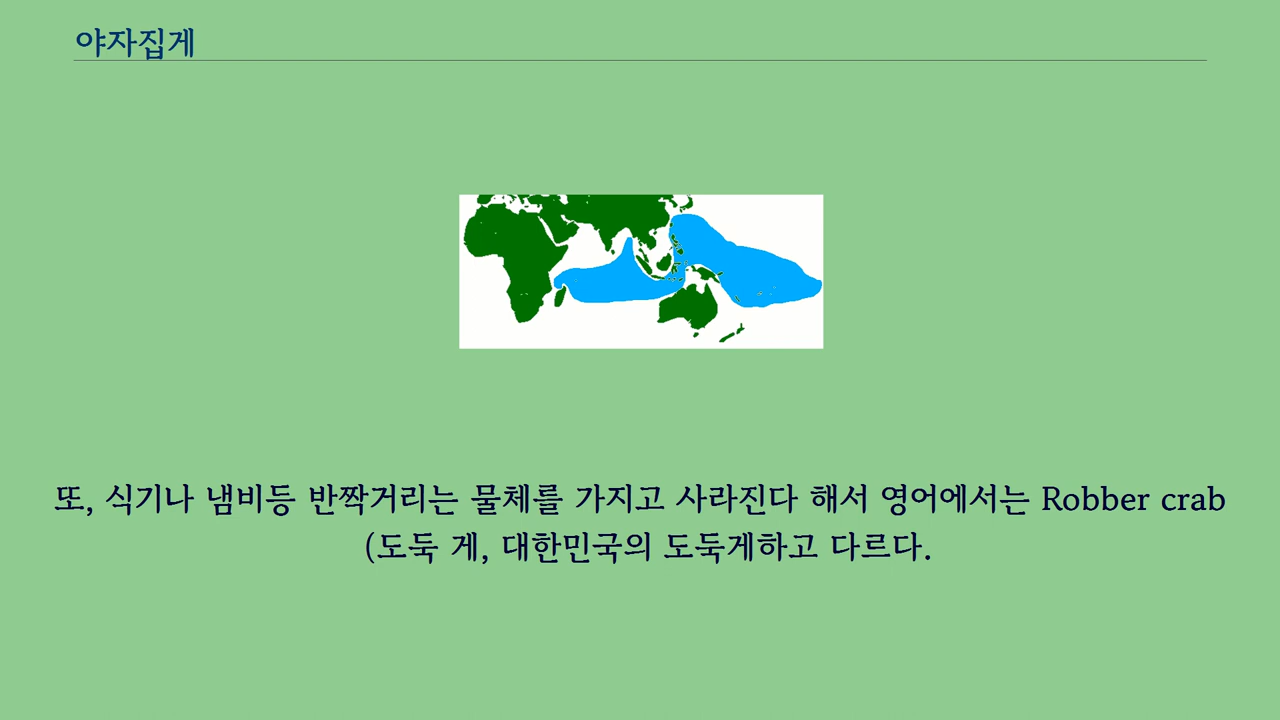 야자집게
또, 식기나 냄비등 반짝거리는 물체를 가지고 사라진다 해서 영어에서는 Robber crab
(도둑 게, 대한민국의 도둑게하고 다르다.